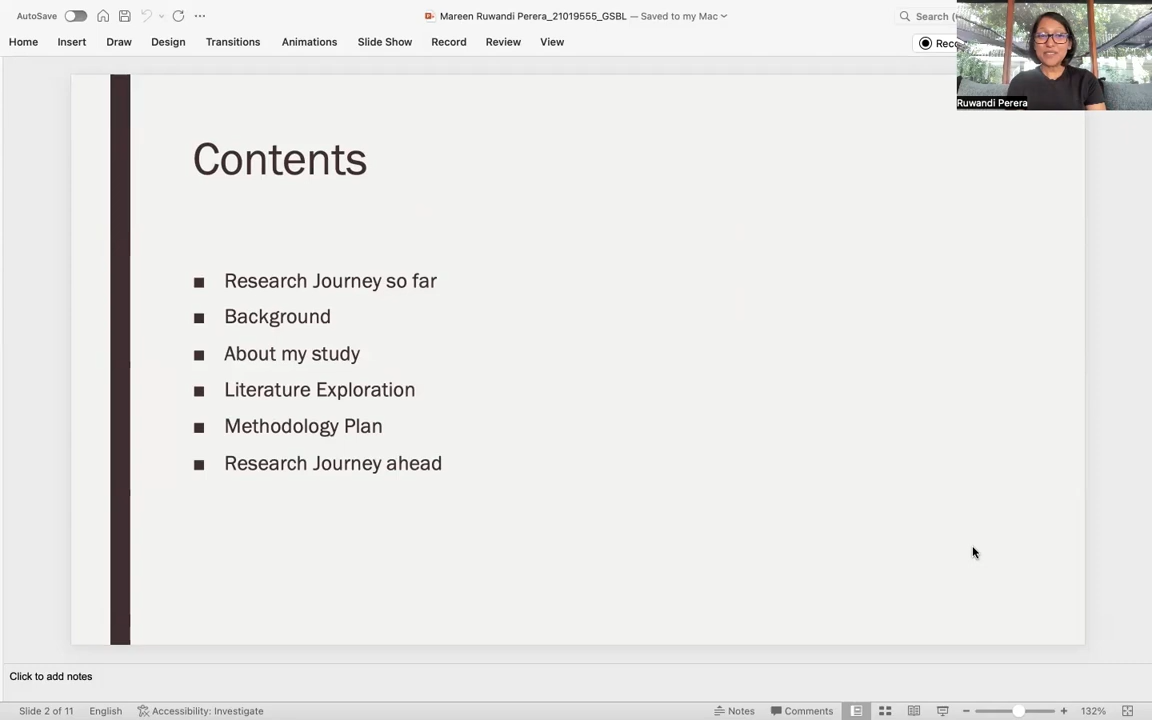 AutoSave
Mareen Ruwandi Perera_21019555_GSBL — Saved to my Mac
Search (
Home Insert Draw Design Transitions Animations Slide Show Record Review View
Ruwandi Perera
Contents
■ Research Journey so far
■ Background
■ About my study
■ Literature Exploration
■ Methodology Plan
■ Research Journey ahead
Click to add notes
Slide 2 of 11 English Accessibility: Investigate Notes Comments 132%